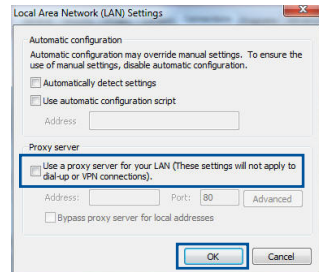 Local Area Network (LAN) Settings
Automatic configuration
Automatic configuration may override manual settings. To ensure the
use of manual settings, disable automatic configuration.
Automatically detect settings
Use automatic configuration script
Address
Proxy server
Use a proxy server for your LAN (These settings will not apply to
dial-up or VPN connections).
Address:
Port: 80
Advanced
Bypass proxy server for local addresses
OK
Cancel